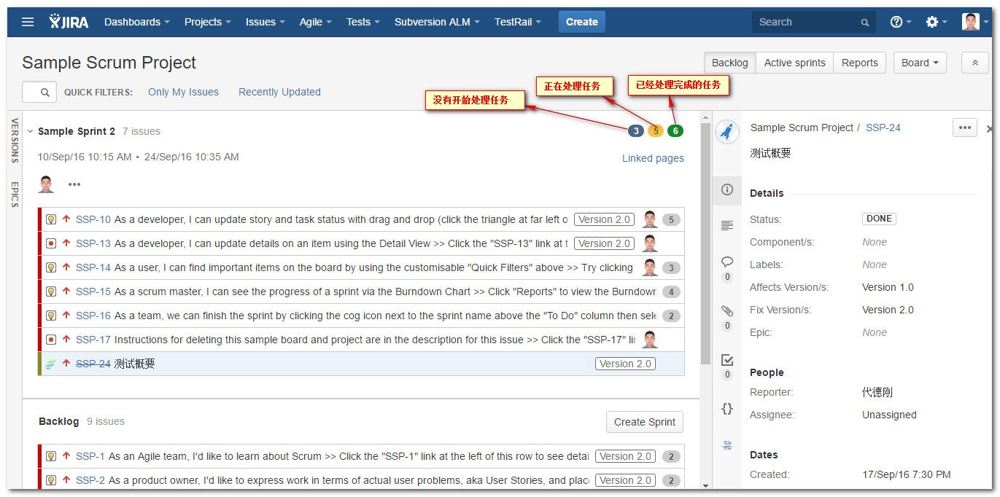 JIRA Dashboards Projects Issues Agile Tests Subversion ALM TestRail Create Search
Sample Scrum Project
Backlog Active sprints Reports Board
QUICK FILTERS: Only My Issues Recently Updated
没有开始处理任务
正在处理任务
已经处理完成的任务
VERSIONS
EPICS
Sample Sprint 2 7 issues
3 5 6
10/Sep/16 10:15 AM • 24/Sep/16 10:35 AM
Linked pages
SSP-10 As a developer, I can update story and task status with drag and drop (click the triangle at far left o Version 2.0 5
SSP-13 As a developer, I can update details on an item using the Detail View >> Click the "SSP-13" link at t Version 2.0
SSP-14 As a user, I can find important items on the board by using the customisable "Quick Filters" above >> Try clicking 3
SSP-15 As a scrum master, I can see the progress of a sprint via the Burndown Chart >> Click "Reports" to view the Burndown 4
SSP-16 As a team, we can finish the sprint by clicking the cog icon next to the sprint name above the "To Do" column then sele 2
SSP-17 Instructions for deleting this sample board and project are in the description for this issue >> Click the "SSP-17" li
SSP-24 测试概要 Version 2.0
Backlog 9 issues
Create Sprint
SSP-1 As an Agile team, I'd like to learn about Scrum >> Click the "SSP-1" link at the left of this row to see detai Version 2.0 2
SSP-2 As a product owner, I'd like to express work in terms of actual user problems, aka User Stories, and plac Version 2.0 2
Sample Scrum Project / SSP-24
测试概要
0
0
0
Details
Status: DONE
Component/s: None
Labels: None
Affects Version/s: Version 1.0
Fix Version/s: Version 2.0
Epic: None
People
Reporter: 代德刚
Assignee: Unassigned
Dates
Created: 17/Sep/16 7:30 PM